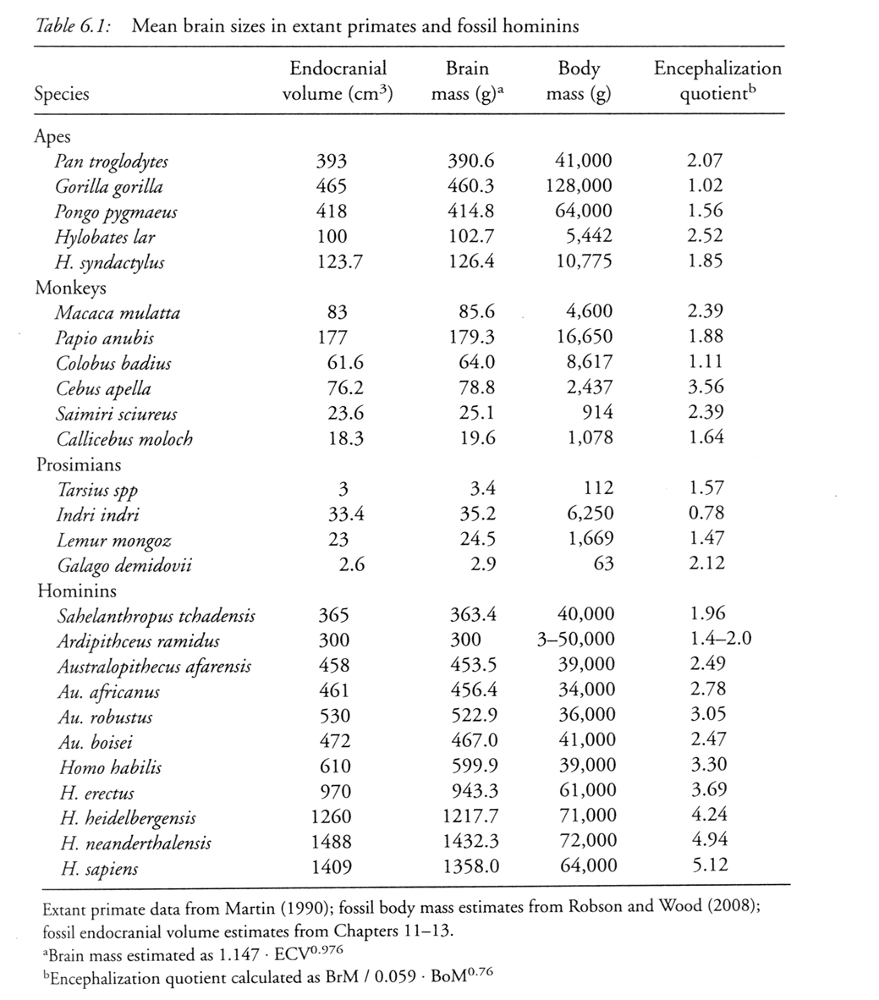 Table 6.1: Mean brain sizes in extant primates and fossil hominins
Species Endocranial volume (cm³) Brain mass (g)ᵃ Body mass (g) Encephalization quotientᵇ
Apes
Pan troglodytes 393 390.6 41,000 2.07
Gorilla gorilla 465 460.3 128,000 1.02
Pongo pygmaeus 418 414.8 64,000 1.56
Hylobates lar 100 102.7 5,442 2.52
H. syndactylus 123.7 126.4 10,775 1.85
Monkeys
Macaca mulatta 83 85.6 4,600 2.39
Papio anubis 177 179.3 16,650 1.88
Colobus badius 61.6 64.0 8,617 1.11
Cebus apella 76.2 78.8 2,437 3.56
Saimiri sciureus 23.6 25.1 914 2.39
Callicebus moloch 18.3 19.6 1,078 1.64
Prosimians
Tarsius spp 3 3.4 112 1.57
Indri indri 33.4 35.2 6,250 0.78
Lemur mongoz 23 24.5 1,669 1.47
Galago demidovii 2.6 2.9 63 2.12
Hominins
Sahelanthropus tchadensis 365 363.4 40,000 1.96
Ardipithceus ramidus 300 300 3–50,000 1.4–2.0
Australopithecus afarensis 458 453.5 39,000 2.49
Au. africanus 461 456.4 34,000 2.78
Au. robustus 530 522.9 36,000 3.05
Au. boisei 472 467.0 41,000 2.47
Homo habilis 610 599.9 39,000 3.30
H. erectus 970 943.3 61,000 3.69
H. heidelbergensis 1260 1217.7 71,000 4.24
H. neanderthalensis 1488 1432.3 72,000 4.94
H. sapiens 1409 1358.0 64,000 5.12
Extant primate data from Martin (1990); fossil body mass estimates from Robson and Wood (2008);
fossil endocranial volume estimates from Chapters 11–13.
ᵃBrain mass estimated as 1.147 · ECV⁰·⁹⁷⁶
ᵇEncephalization quotient calculated as BrM / 0.059 · BoM⁰·⁷⁶